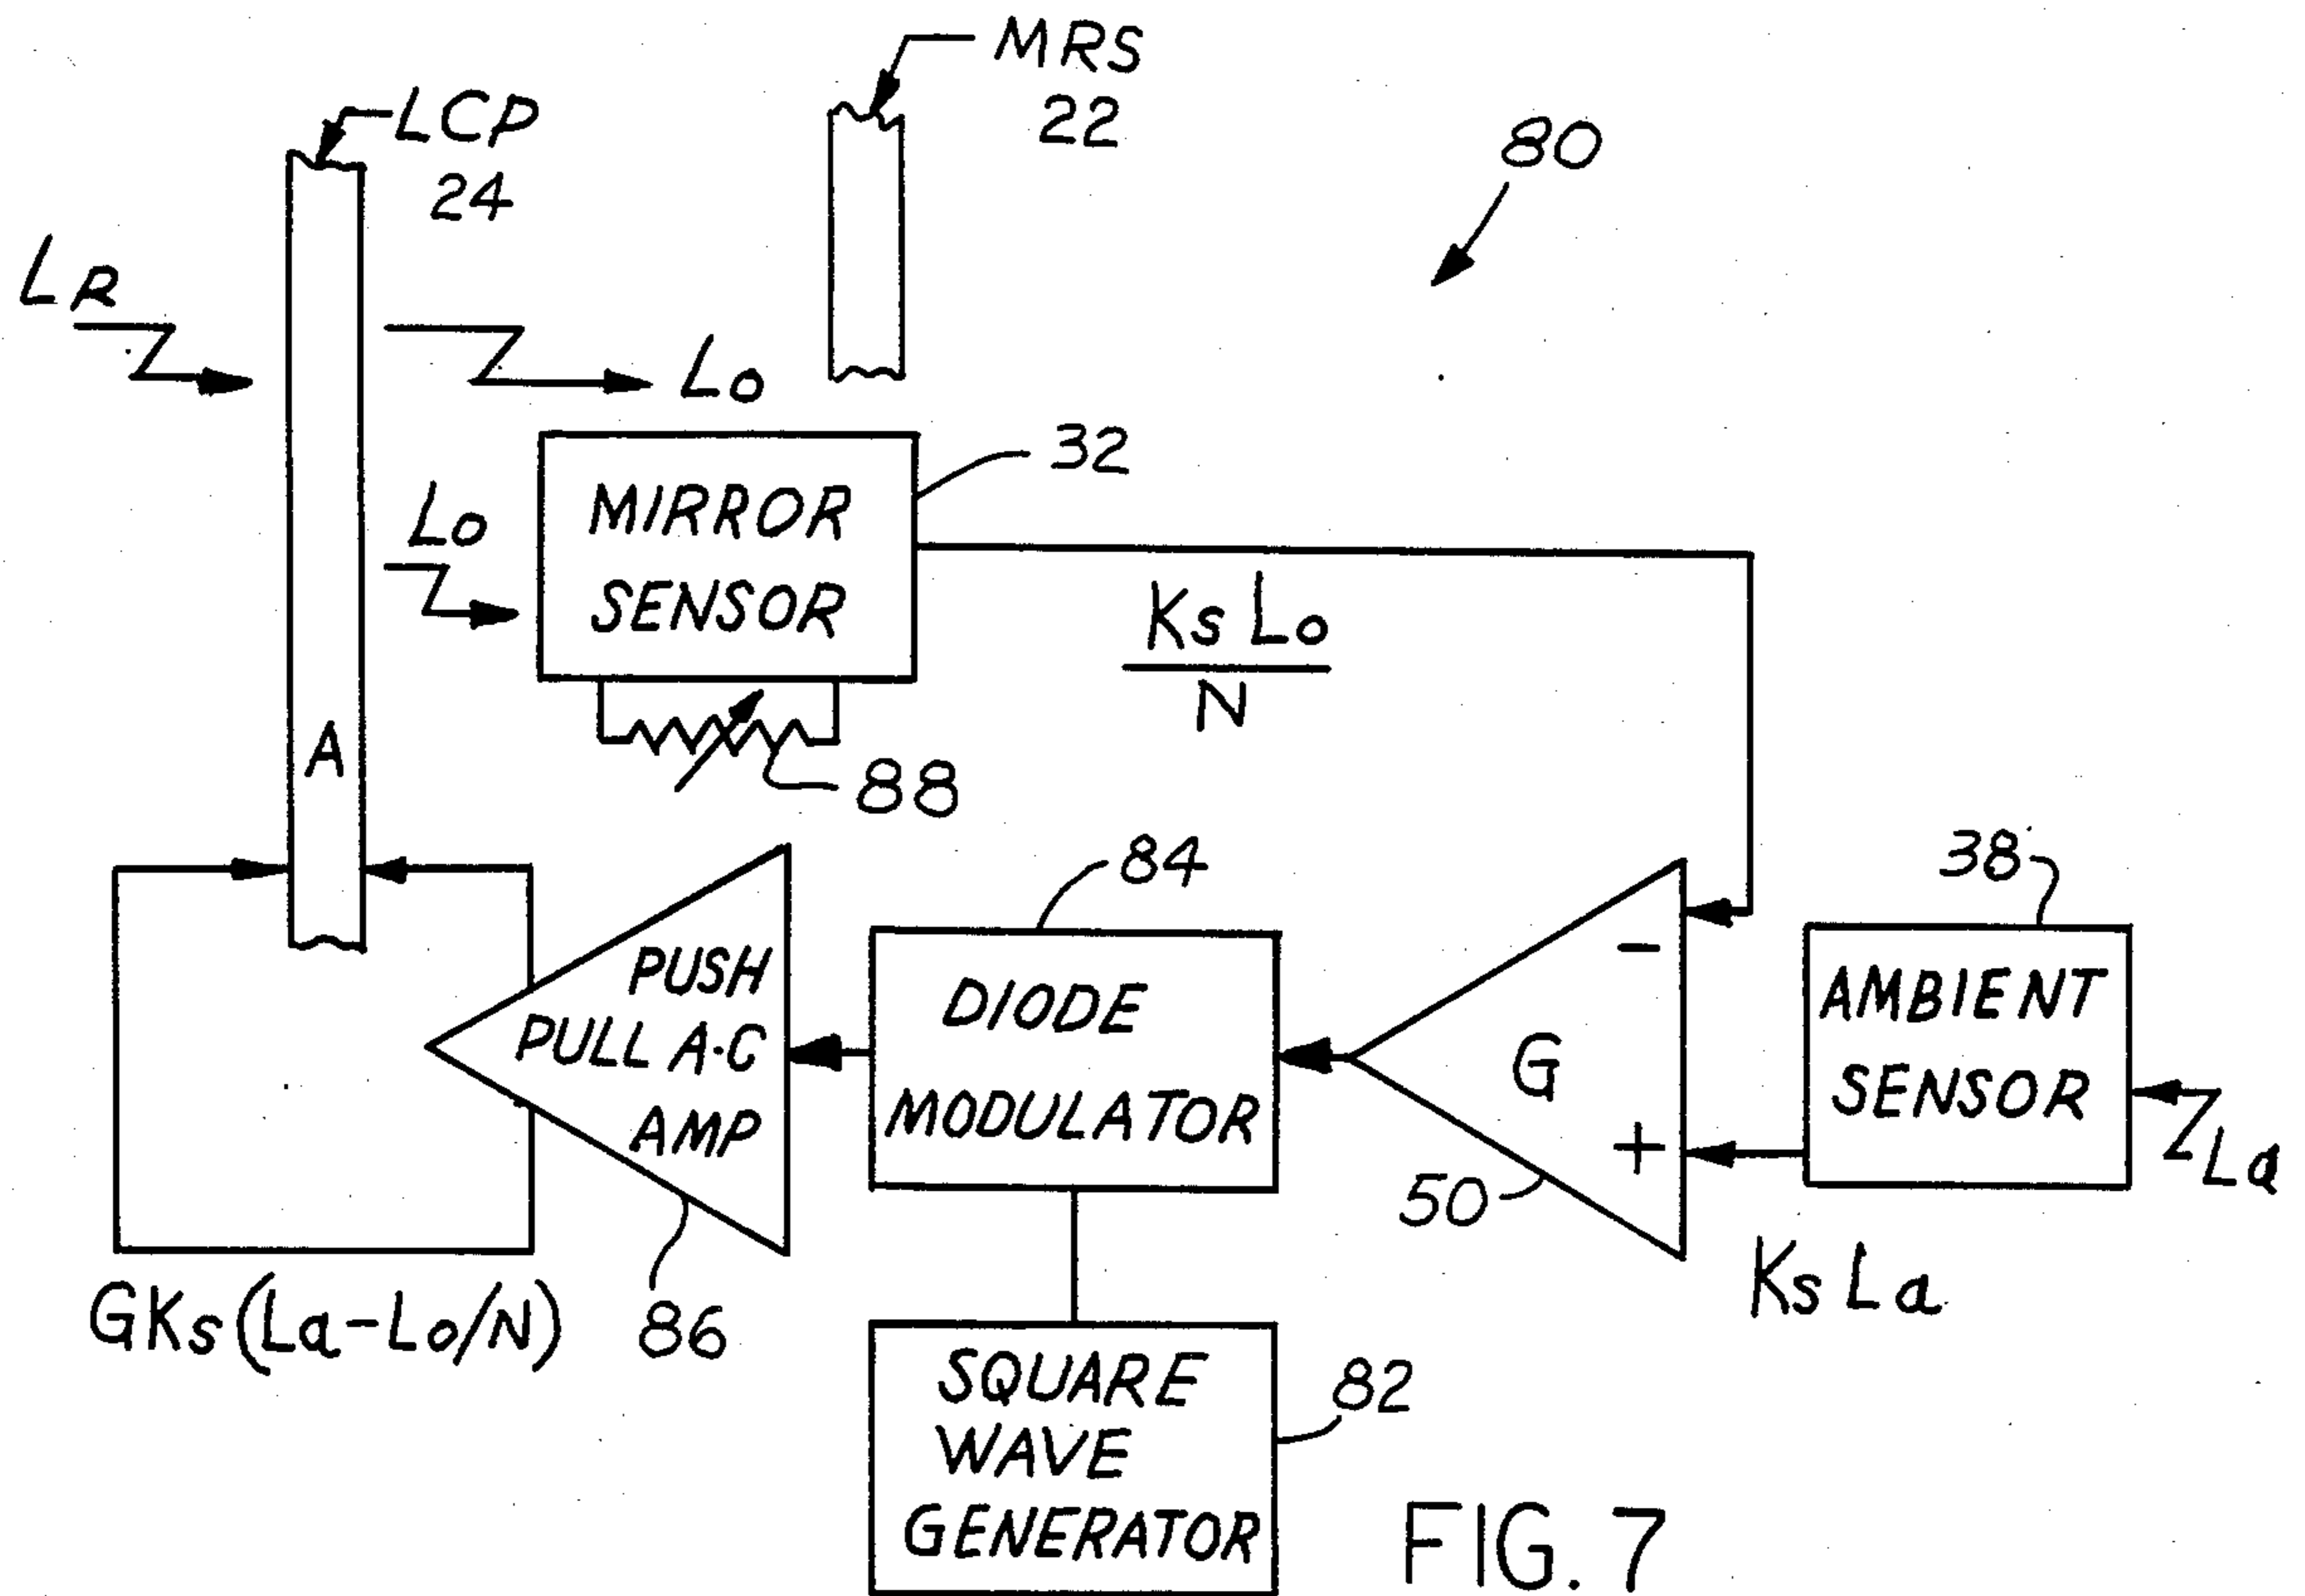 MRS
22
LCP
24
80
LR
Lo
32
MIRROR
SENSOR
Lo
Ks Lo
N
A
88
84
38
PUSH
PULL A-C
AMP
DIODE
MODULATOR
-
G
+
AMBIENT
SENSOR
La
50
Ks La
GKs(La-Lo/N)
86
SQUARE
WAVE
GENERATOR
82
FIG. 7